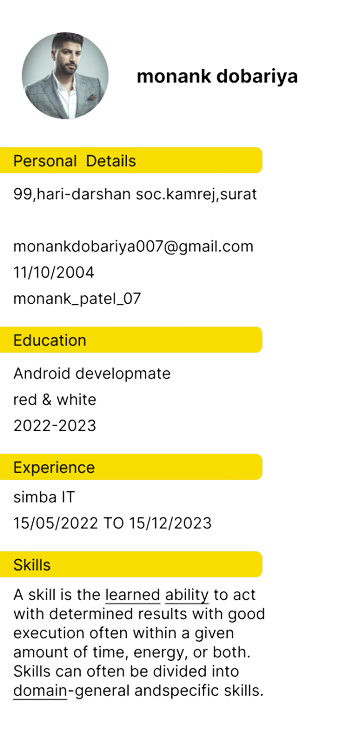 monank dobariya
Personal Details
99,hari-darshan soc.kamrej,surat
monankdobariya007@gmail.com
11/10/2004
monank_patel_07
Education
Android developmate
red & white
2022-2023
Experience
simba IT
15/05/2022 TO 15/12/2023
Skills
A skill is the learned ability to act
with determined results with good
execution often within a given
amount of time, energy, or both.
Skills can often be divided into
domain-general andspecific skills.